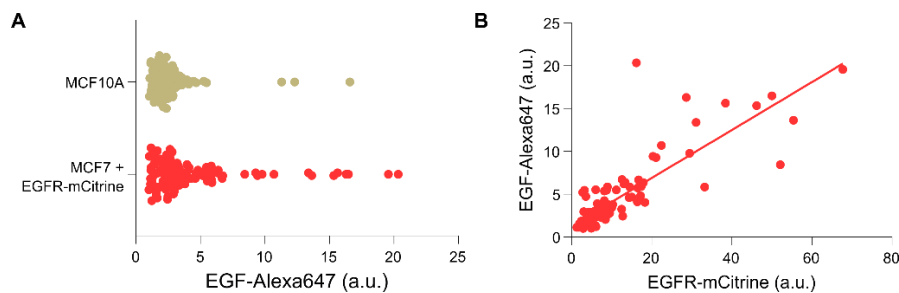 A
MCF10A
MCF7 +
EGFR-mCitrine
0 5 10 15 20 25
EGF-Alexa647 (a.u.)
B
EGF-Alexa647 (a.u.)
25
20
15
10
5
0
0 20 40 60 80
EGFR-mCitrine (a.u.)